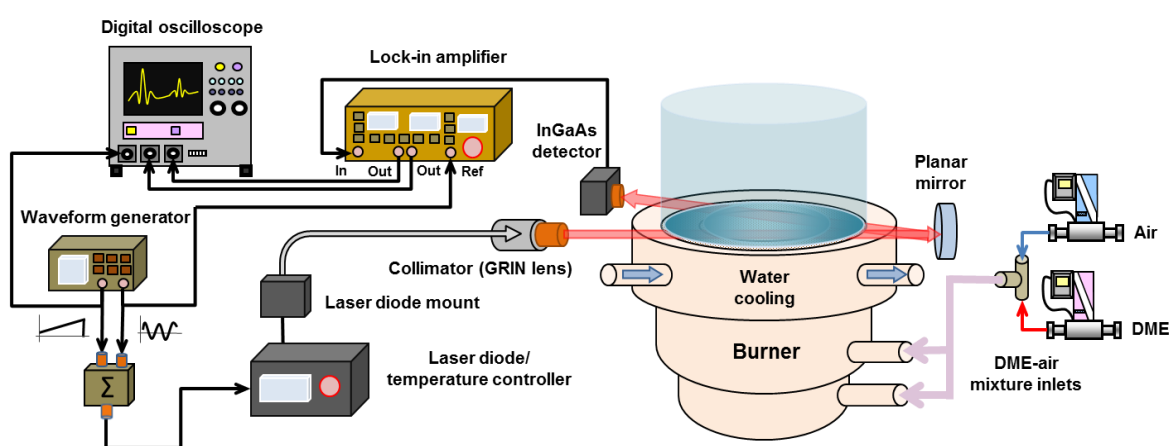 Digital oscilloscope
Lock-in amplifier
In
Out
Out
Ref
InGaAs
detector
Planar
mirror
Air
Waveform generator
Collimator (GRIN lens)
Water
cooling
Laser diode mount
DME
Burner
Laser diode/
temperature controller
DME-air
mixture inlets
Σ